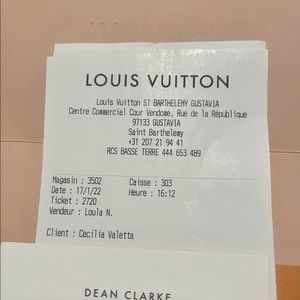 LOUIS VUITTON
Louis Vuitton S1 BARTHELEMY GUSTAVIA
Centre Commercial Cour Vendome, Rue de la République
97133 GUSTAVIA
Saint Barthelemy
+31 207 21 94 41
RCS BASSE TERRE 444 653 489
Magasin : 3502 Caisse : 303
Date : 17/1/22 Heure : 16:12
Ticket : 2720
Vendeur : Loula N.
Client : Cecilia Valetta
DEAN CLARKE